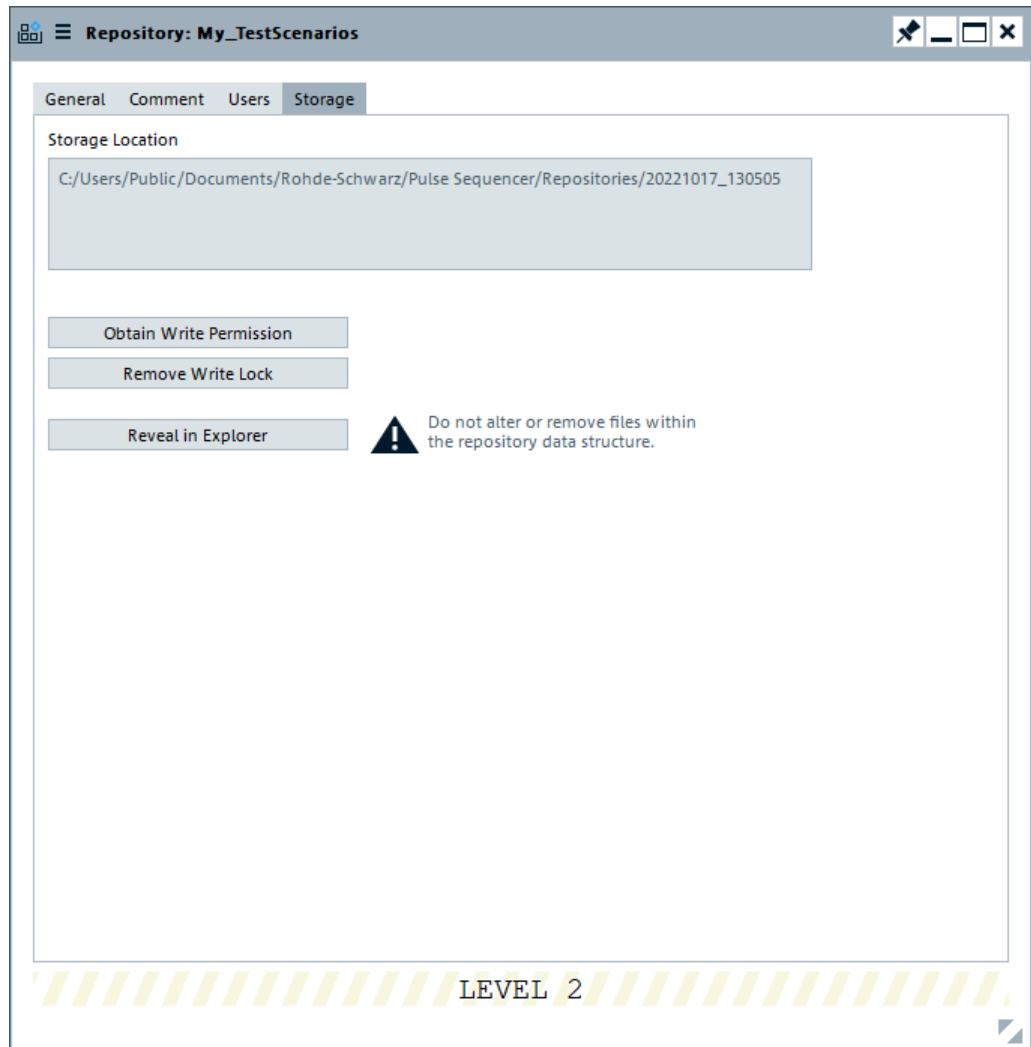 Repository: My_TestScenarios
General Comment Users Storage
Storage Location
C:/Users/Public/Documents/Rohde-Schwarz/Pulse Sequencer/Repositories/20221017_130505
Obtain Write Permission
Remove Write Lock
Reveal in Explorer
Do not alter or remove files within
the repository data structure.
LEVEL 2